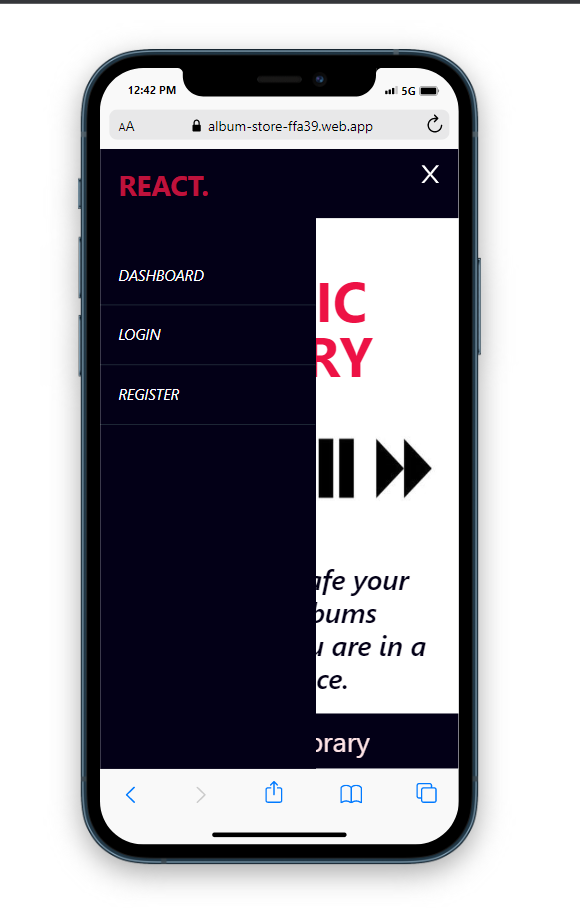 12:42 PM 5G
AA album-store-ffa39.web.app
REACT. X
DASHBOARD
LOGIN
REGISTER
IC
RY
afe your
bums
u are in a
ce.
brary